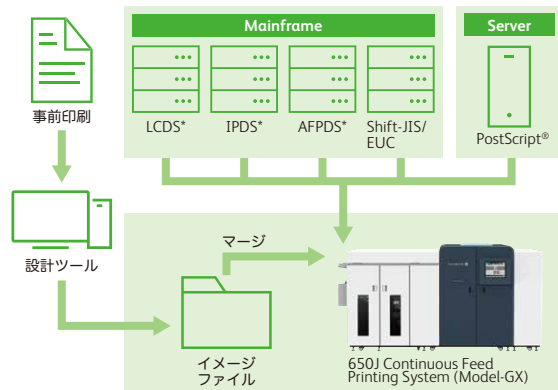 Mainframe
Server
事前印刷
LCDS*
IPDS*
AFPDS*
Shift-JIS/
EUC
PostScript®
設計ツール
マージ
イメージ
ファイル
650J Continuous Feed
Printing System (Model-GX)